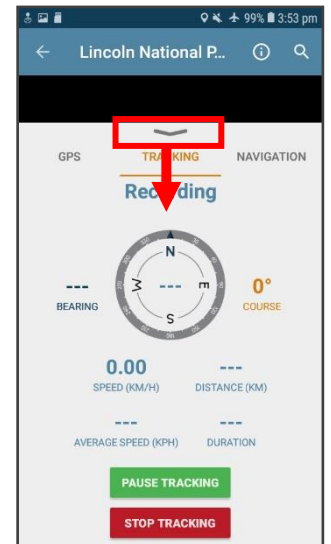 99% 3:53 pm
Lincoln National P...
GPS TRACKING NAVIGATION
Recording
N
W --- E
S
--- 0°
BEARING COURSE
0.00 ---
SPEED (KM/H) DISTANCE (KM)
--- ---
AVERAGE SPEED (KPH) DURATION
PAUSE TRACKING
STOP TRACKING